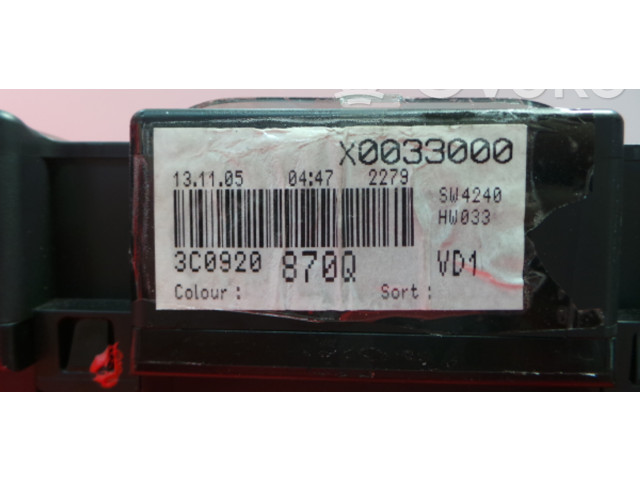 X0033000
13.11.05 04:47 2279
SW4240
HW033
3C0920 870Q VD1
Colour : Sort :